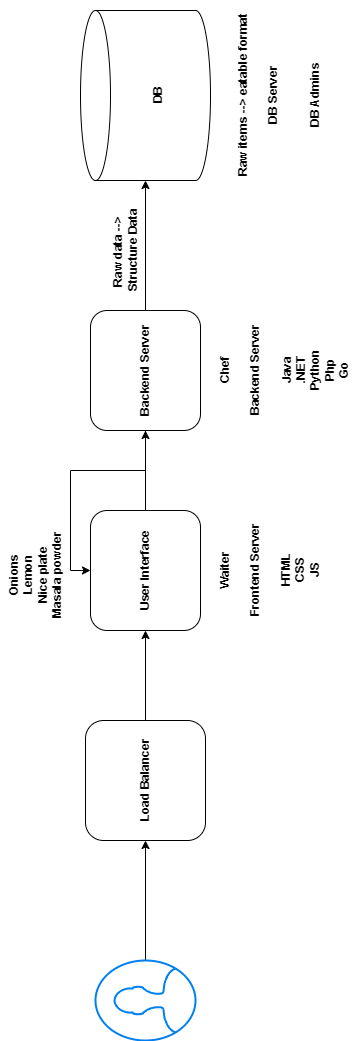 Onions
Lemon
Nice plate
Masala powder
Raw data -->
Structure Data
Load Balancer
User Interface
Backend Server
DB
Waiter
Chef
Raw items --> eatable format
Frontend Server
Backend Server
DB Server
HTML
CSS
JS
Java
.NET
Python
Php
Go
DB Admins